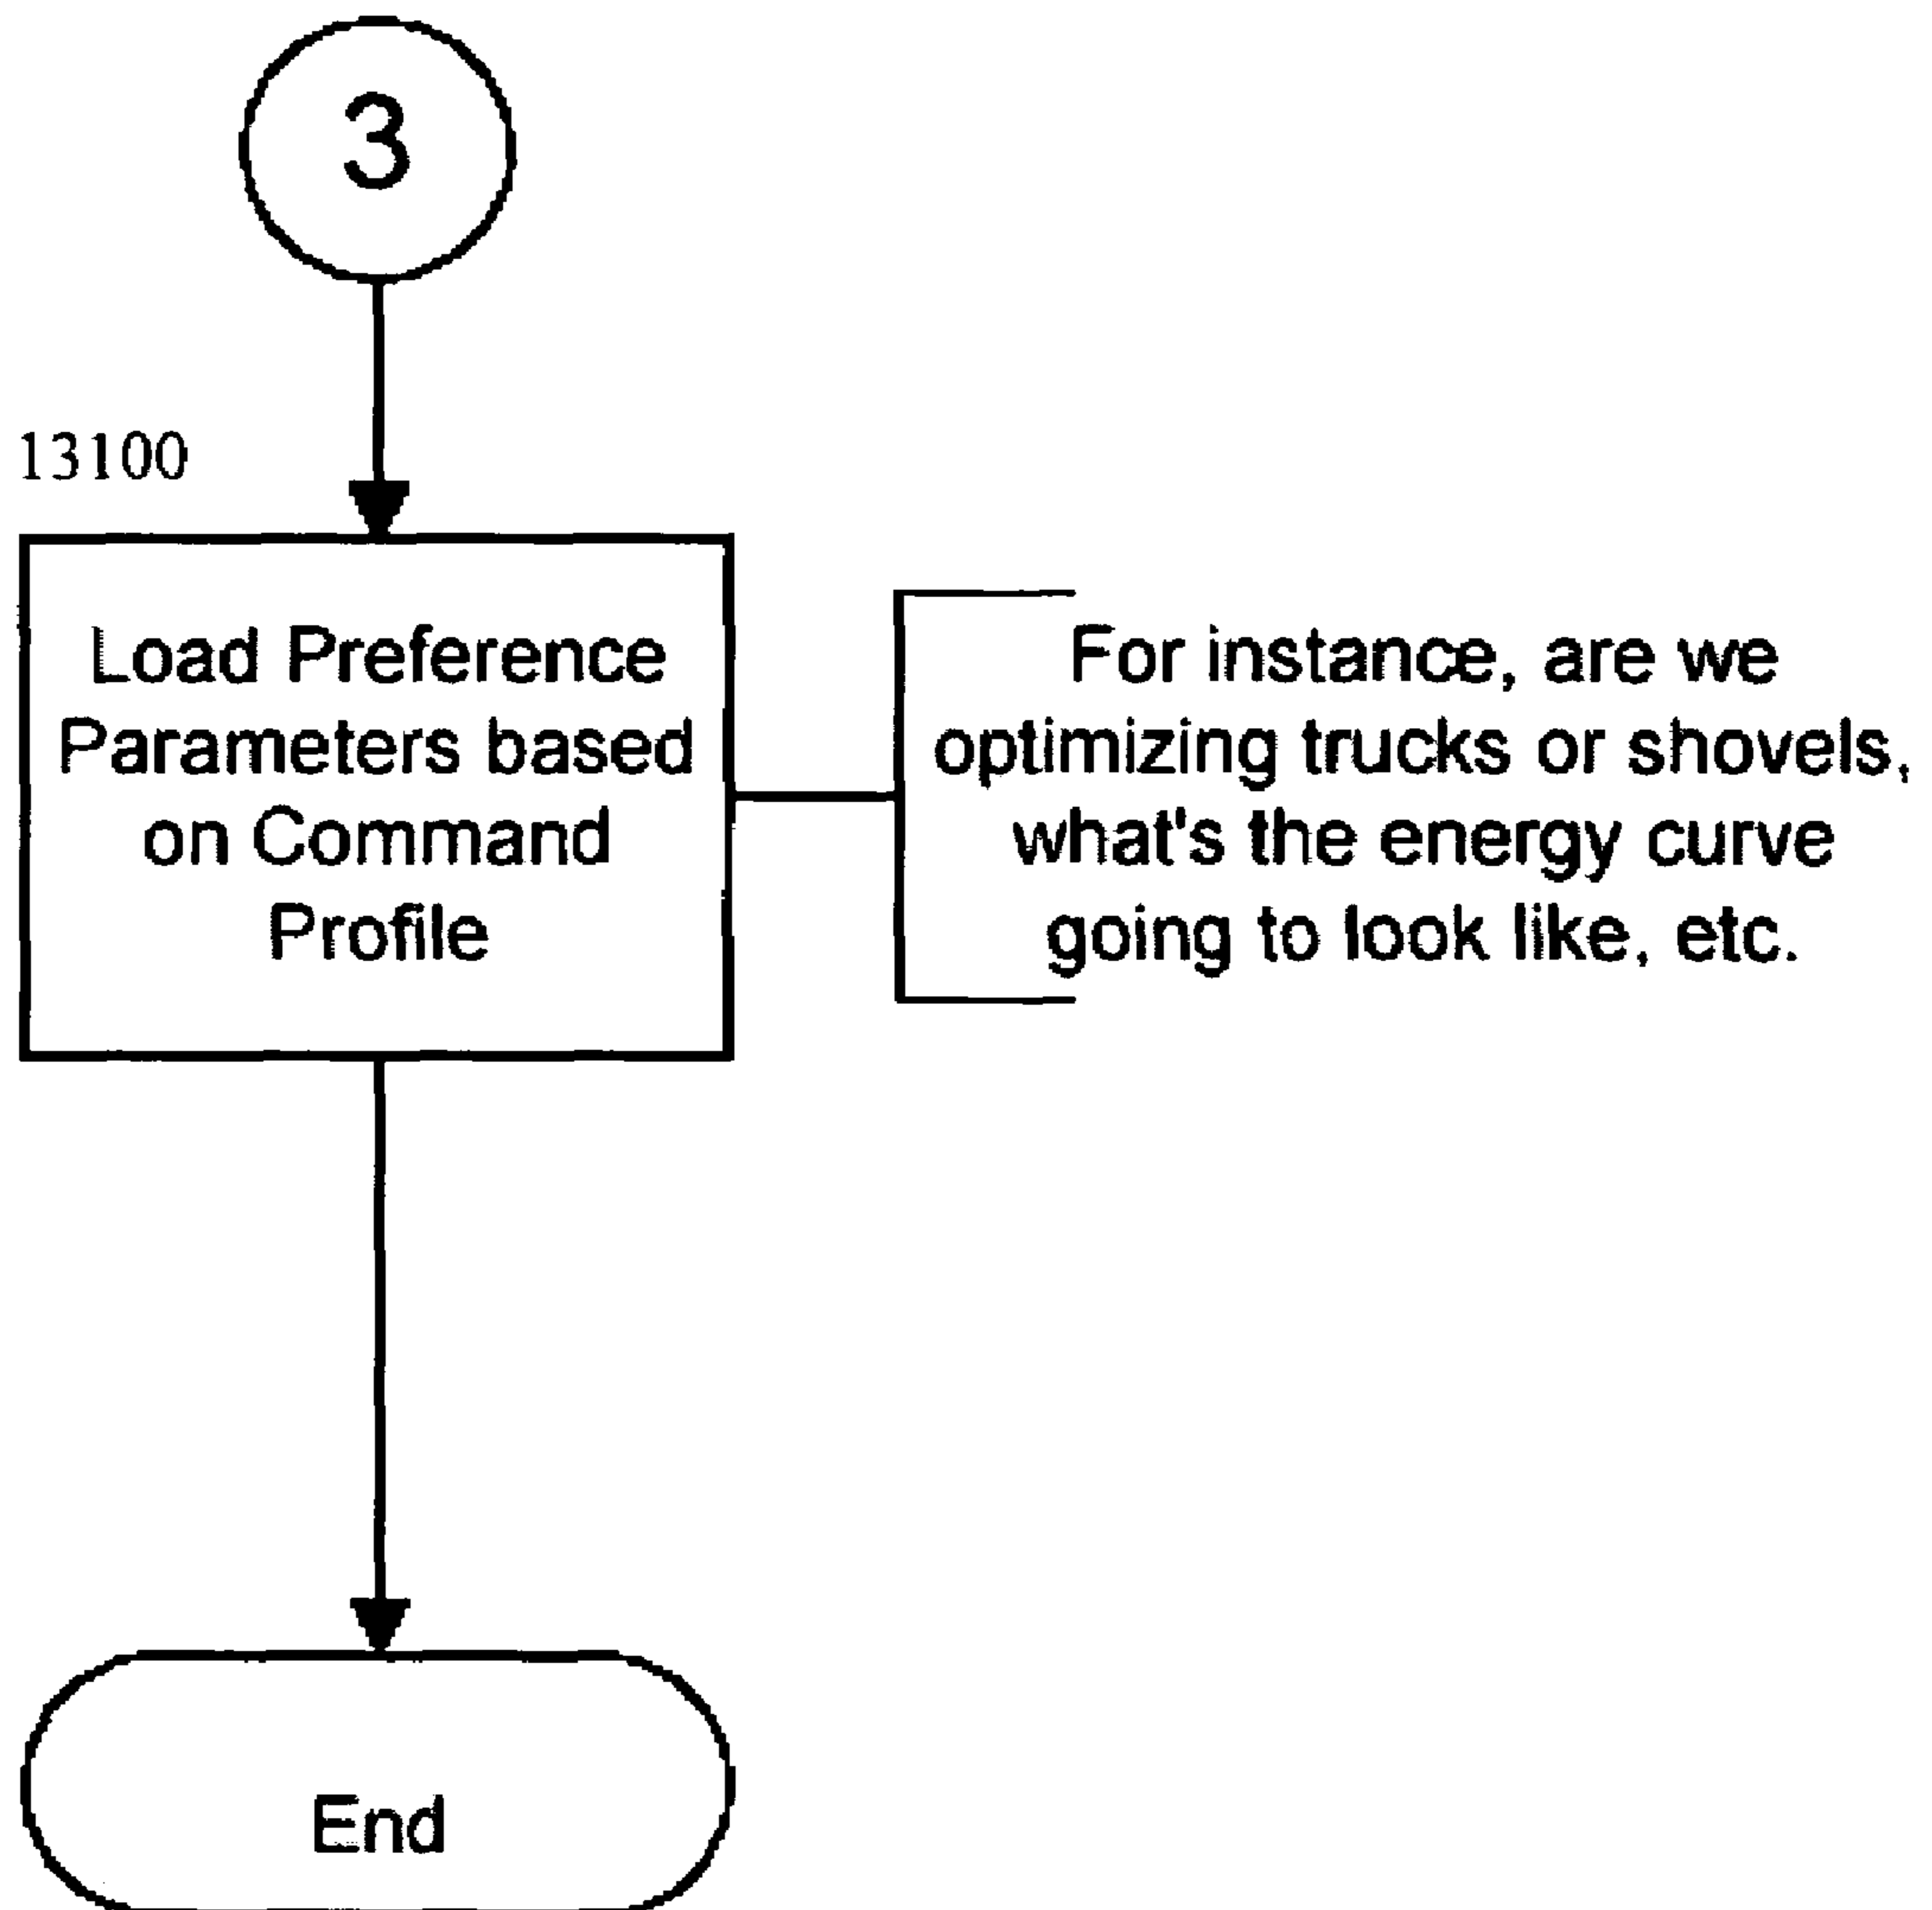 3
13100
Load Preference
Parameters based
on Command
Profile
For instance, are we
optimizing trucks or shovels,
what's the energy curve
going to look like, etc.
End